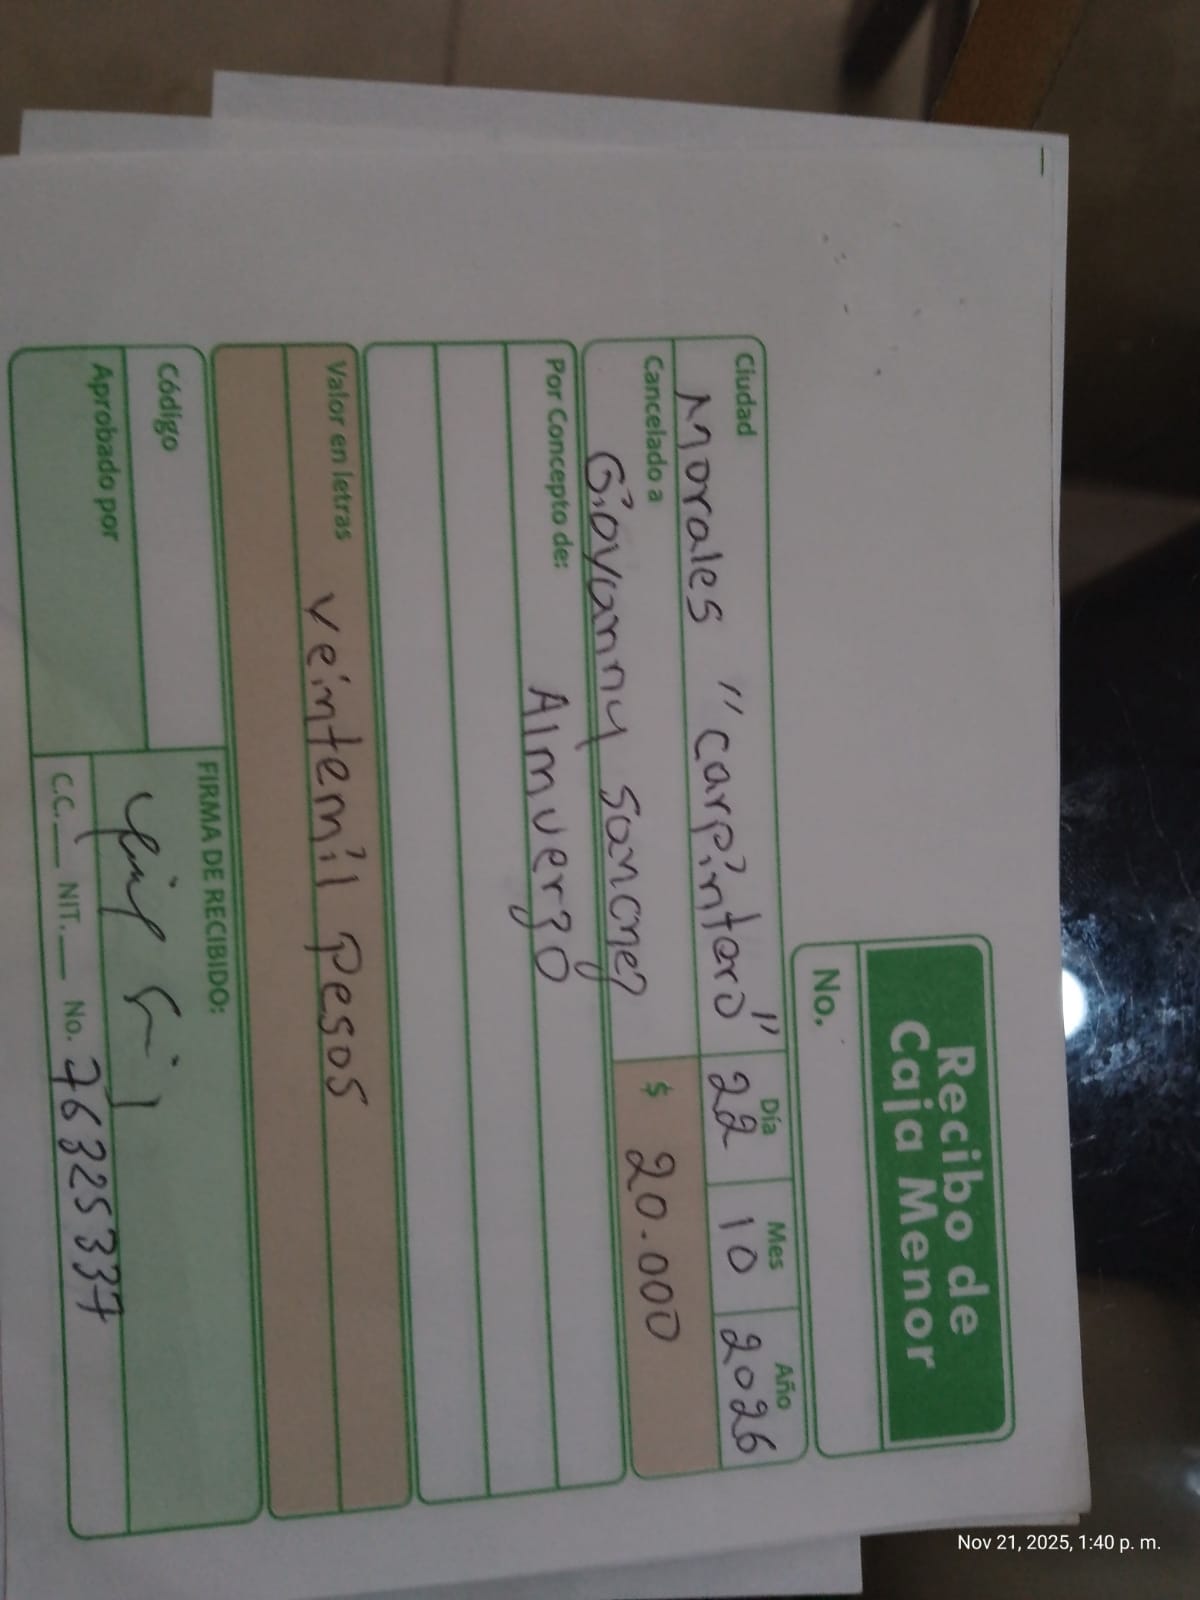 Recibo de
Caja Menor
No.
Ciudad
Morales "carpintero"
Día
22
Mes
10
Año
2026
Cancelado a
Giovanny sanchez
$ 20.000
Por Concepto de:
Almuerzo
Valor en letras
veintemil pesos
Código
Aprobado por
FIRMA DE RECIBIDO:
C.C. NIT. No. 76325337
Nov 21, 2025, 1:40 p. m.